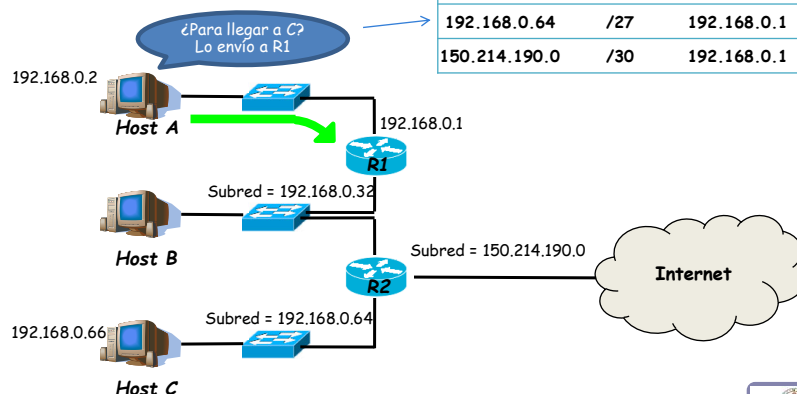 ¿Para llegar a C?
Lo envío a R1
192.168.0.64 /27 192.168.0.1
150.214.190.0 /30 192.168.0.1
192.168.0.2
Host A
192.168.0.1
R1
Subred = 192.168.0.32
Host B
Subred = 150.214.190.0
R2
Internet
Subred = 192.168.0.64
192.168.0.66
Host C